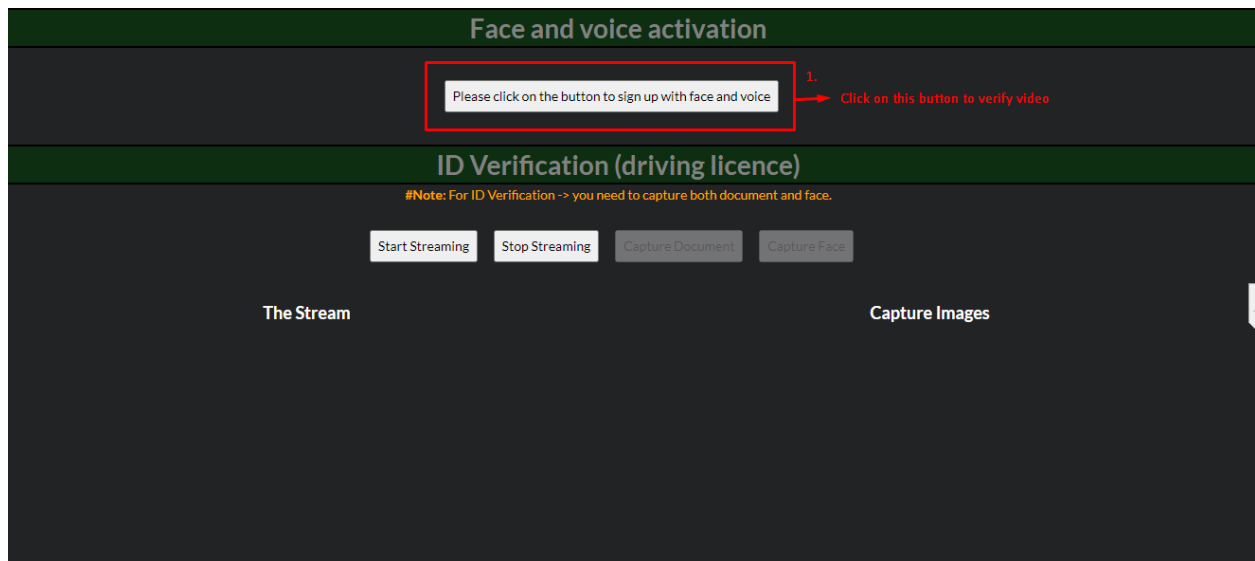 Face and voice activation
Please click on the button to sign up with face and voice
1.
Click on this button to verify video
ID Verification (driving licence)
#Note: For ID Verification -> you need to capture both document and face.
Start Streaming Stop Streaming Capture Document Capture Face
The Stream Capture Images